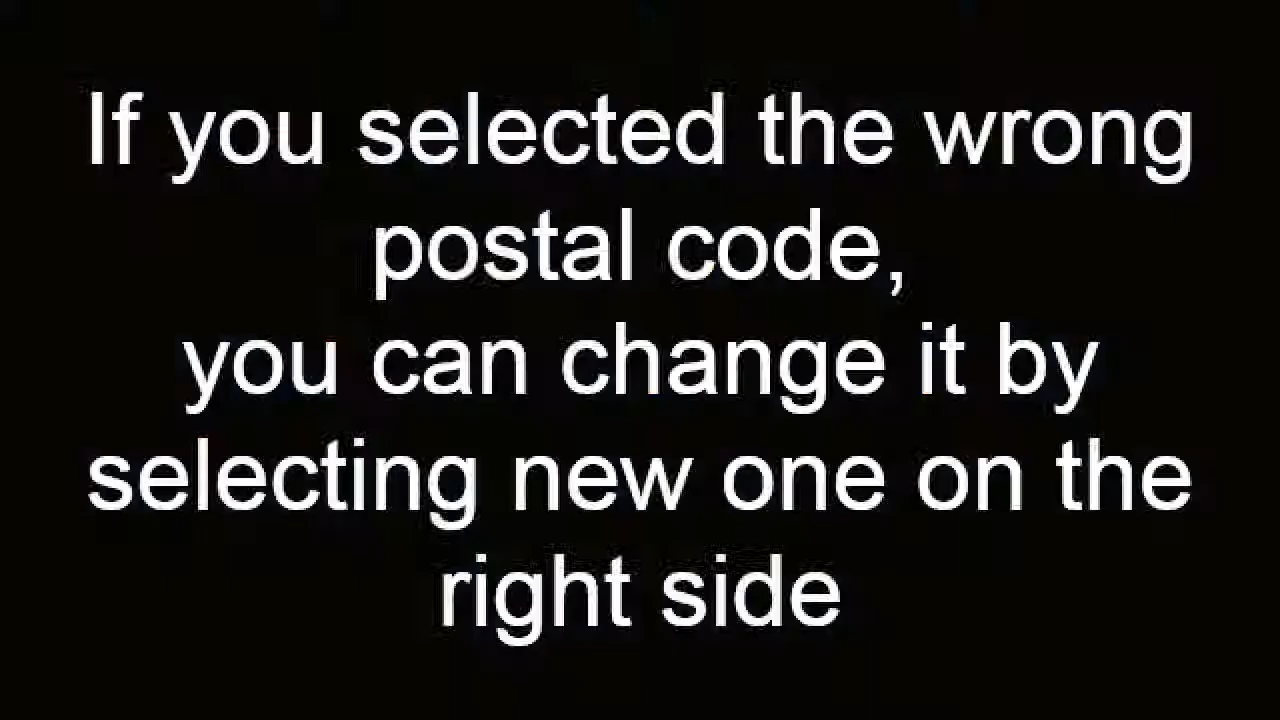 If you selected the wrong
postal code,
you can change it by
selecting new one on the
right side